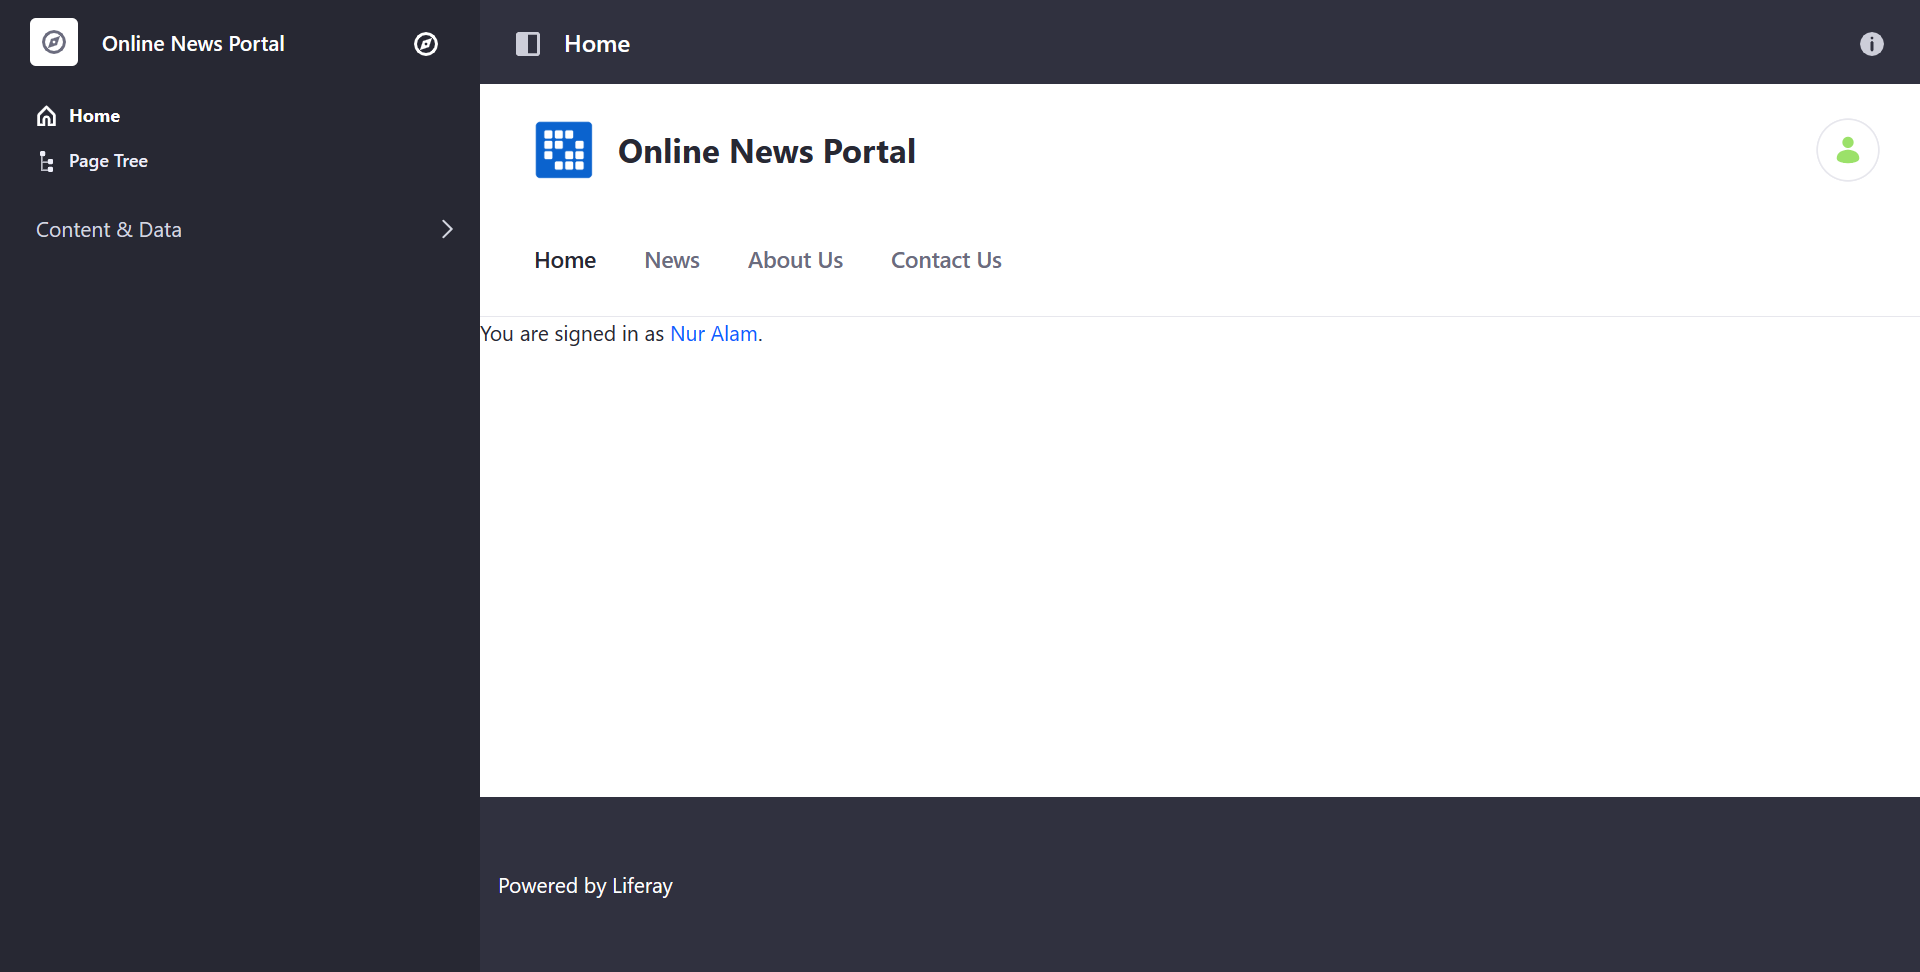 Online News Portal
Home
Page Tree
Content & Data
Home
Online News Portal
Home News About Us Contact Us
You are signed in as Nur Alam.
Powered by Liferay